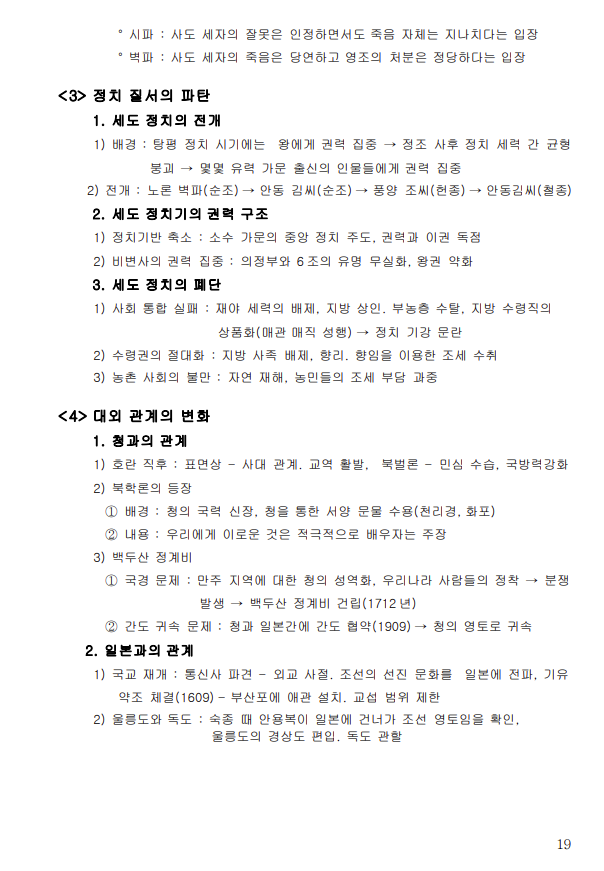 ° 시파 : 사도 세자의 잘못은 인정하면서도 죽음 자체는 지나치다는 입장
° 벽파 : 사도 세자의 죽음은 당연하고 영조의 처분은 정당하다는 입장
<3> 정치 질서의 파탄
1. 세도 정치의 전개
1) 배경 : 탕평 정치 시기에는 왕에게 권력 집중 → 정조 사후 정치 세력 간 균형
붕괴 → 몇몇 유력 가문 출신의 인물들에게 권력 집중
2) 전개 : 노론 벽파(순조) → 안동 김씨(순조) → 풍양 조씨(헌종) → 안동김씨(철종)
2. 세도 정치기의 권력 구조
1) 정치기반 축소 : 소수 가문의 중앙 정치 주도, 권력과 이권 독점
2) 비변사의 권력 집중 : 의정부와 6조의 유명 무실화, 왕권 약화
3. 세도 정치의 폐단
1) 사회 통합 실패 : 재야 세력의 배제, 지방 상인. 부농층 수탈, 지방 수령직의
상품화(매관 매직 성행) → 정치 기강 문란
2) 수령권의 절대화 : 지방 사족 배제, 향리. 향임을 이용한 조세 수취
3) 농촌 사회의 불만 : 자연 재해, 농민들의 조세 부담 과중
<4> 대외 관계의 변화
1. 청과의 관계
1) 호란 직후 : 표면상 - 사대 관계. 교역 활발, 북벌론 - 민심 수습, 국방력강화
2) 북학론의 등장
① 배경 : 청의 국력 신장, 청을 통한 서양 문물 수용(천리경, 화포)
② 내용 : 우리에게 이로운 것은 적극적으로 배우자는 주장
3) 백두산 정계비
① 국경 문제 : 만주 지역에 대한 청의 성역화, 우리나라 사람들의 정착 → 분쟁
발생 → 백두산 정계비 건립(1712년)
② 간도 귀속 문제 : 청과 일본간에 간도 협약(1909) → 청의 영토로 귀속
2. 일본과의 관계
1) 국교 재개 : 통신사 파견 - 외교 사절. 조선의 선진 문화를 일본에 전파, 기유
약조 체결(1609) - 부산포에 애관 설치. 교섭 범위 제한
2) 울릉도와 독도 : 숙종 때 안용복이 일본에 건너가 조선 영토임을 확인,
울릉도의 경상도 편입. 독도 관할
19